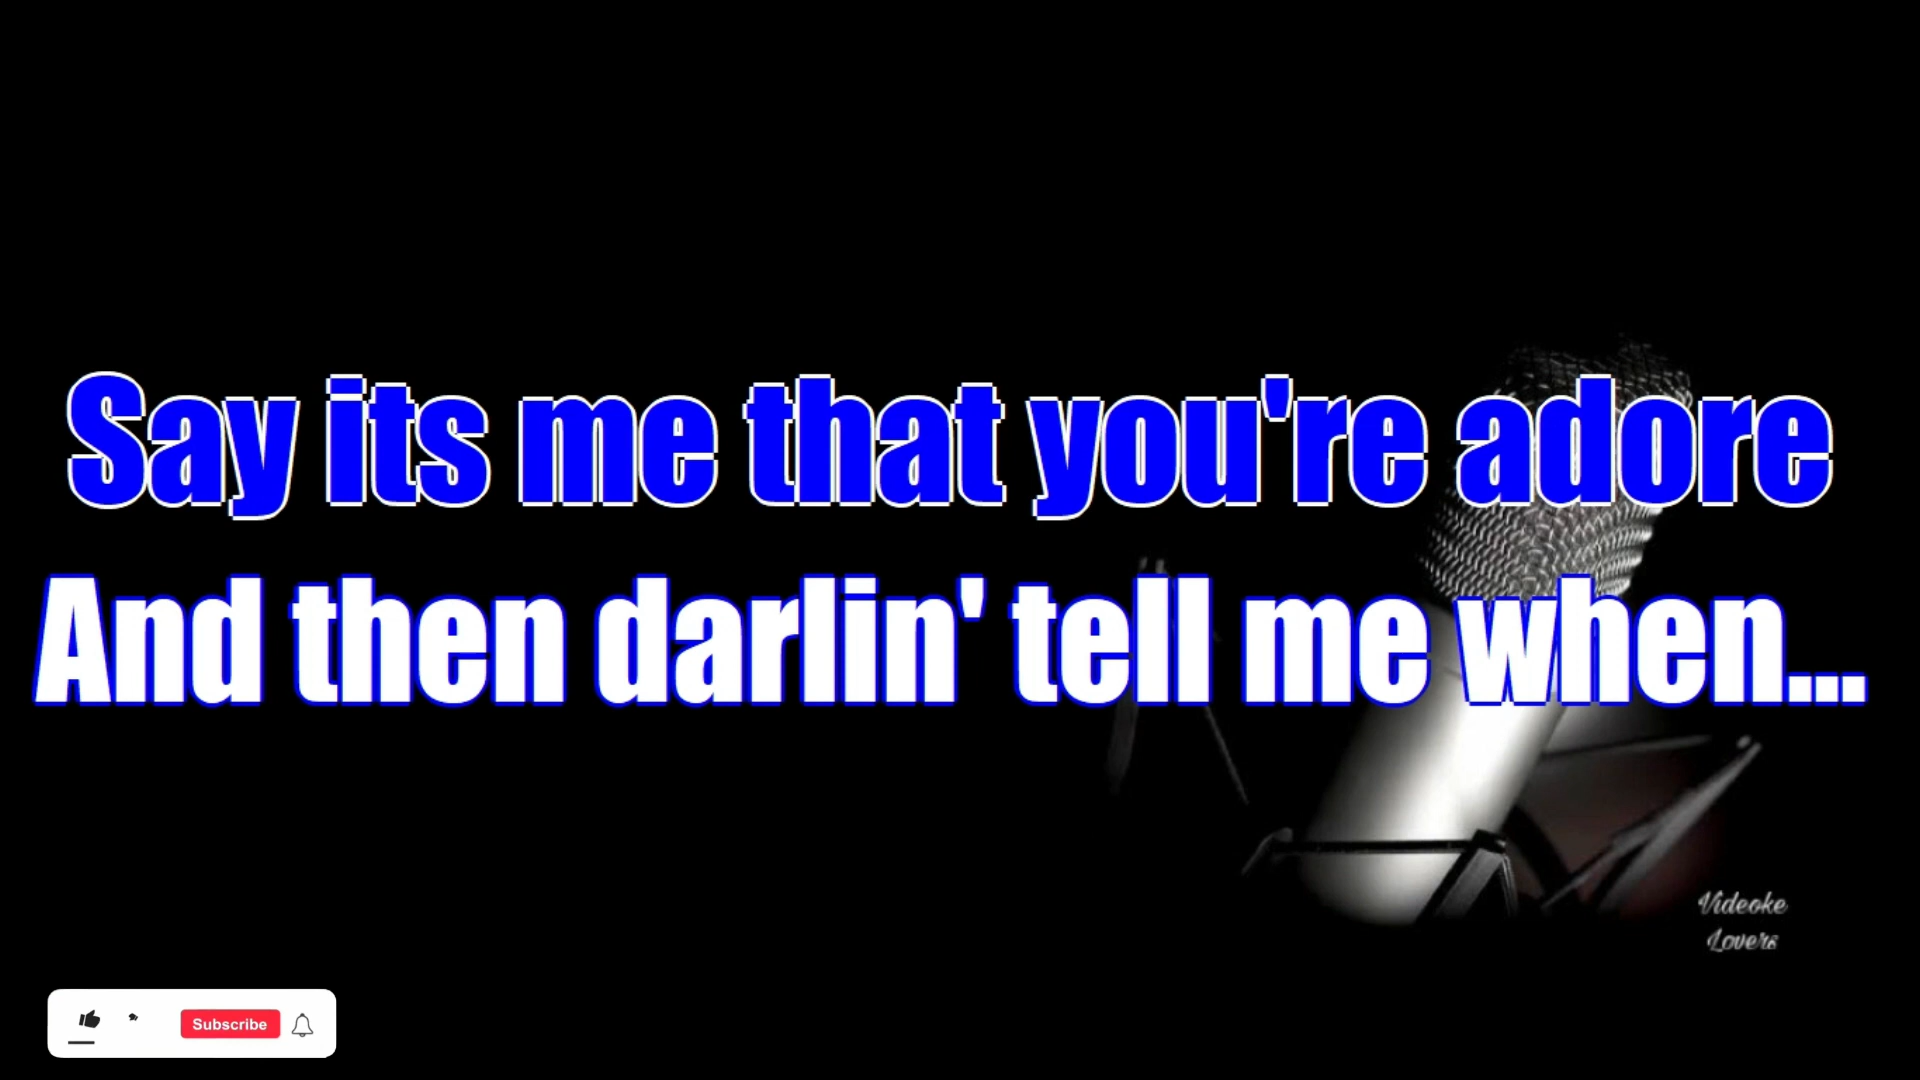 Say its me that you're adore
And then darlin' tell me when...
Videoke
Lovers
Subscribe